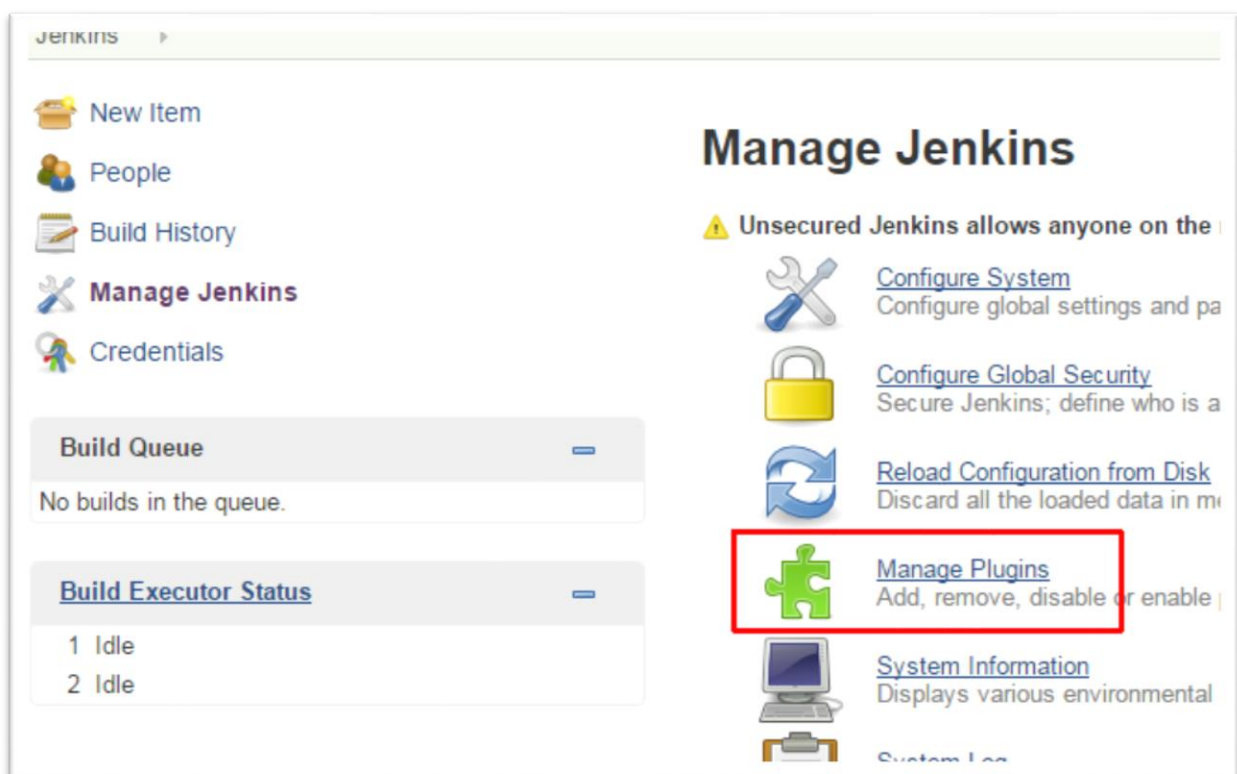 Jenkins
New Item
People
Build History
Manage Jenkins
Credentials
Build Queue
No builds in the queue.
Build Executor Status
1 Idle
2 Idle
Manage Jenkins
Unsecured Jenkins allows anyone on the
Configure System
Configure global settings and pa
Configure Global Security
Secure Jenkins; define who is a
Reload Configuration from Disk
Discard all the loaded data in me
Manage Plugins
Add, remove, disable or enable
System Information
Displays various environmental
System Log